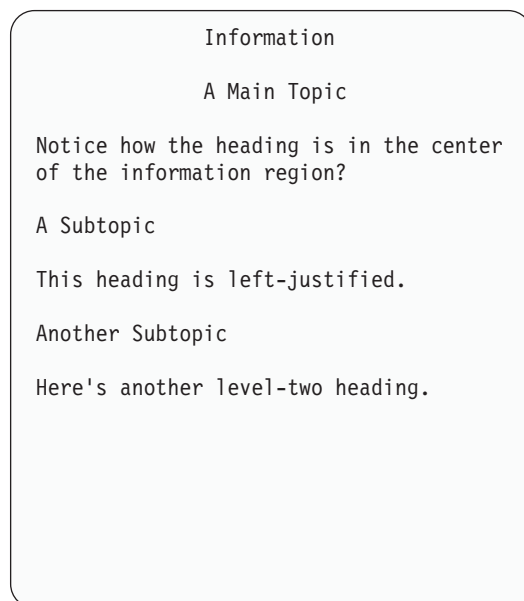 Information
A Main Topic
Notice how the heading is in the center
of the information region?
A Subtopic
This heading is left-justified.
Another Subtopic
Here's another level-two heading.